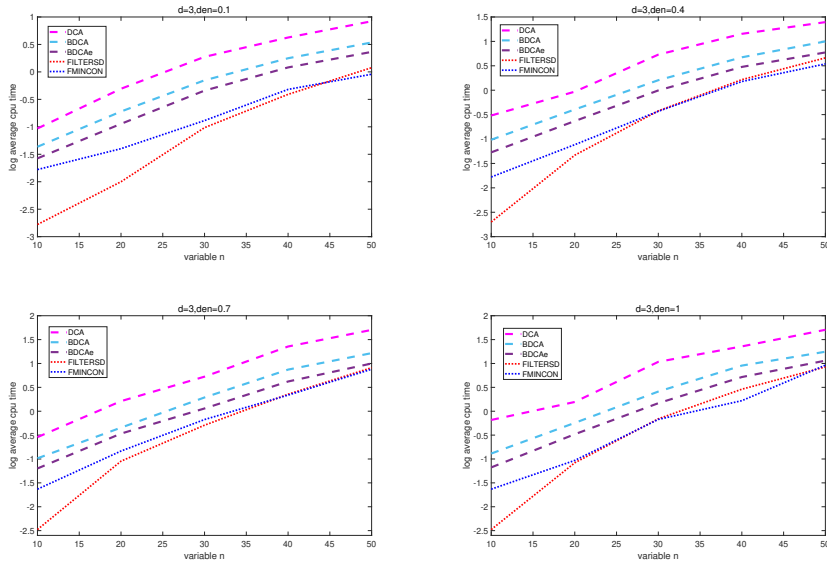 d=3,den=0.1
log average cpu time
1
0.5
0
-0.5
-1
-1.5
-2
-2.5
-3
DCA
BDCA
BDCAe
FILTERSD
FMINCON
10 15 20 25 30 35 40 45 50
variable n
d=3,den=0.4
log average cpu time
1.5
1
0.5
0
-0.5
-1
-1.5
-2
-2.5
-3
DCA
BDCA
BDCAe
FILTERSD
FMINCON
10 15 20 25 30 35 40 45 50
variable n
d=3,den=0.7
log average cpu time
2
1.5
1
0.5
0
-0.5
-1
-1.5
-2
-2.5
DCA
BDCA
BDCAe
FILTERSD
FMINCON
10 15 20 25 30 35 40 45 50
variable n
d=3,den=1
log average cpu time
2
1.5
1
0.5
0
-0.5
-1
-1.5
-2
-2.5
DCA
BDCA
BDCAe
FILTERSD
FMINCON
10 15 20 25 30 35 40 45 50
variable n